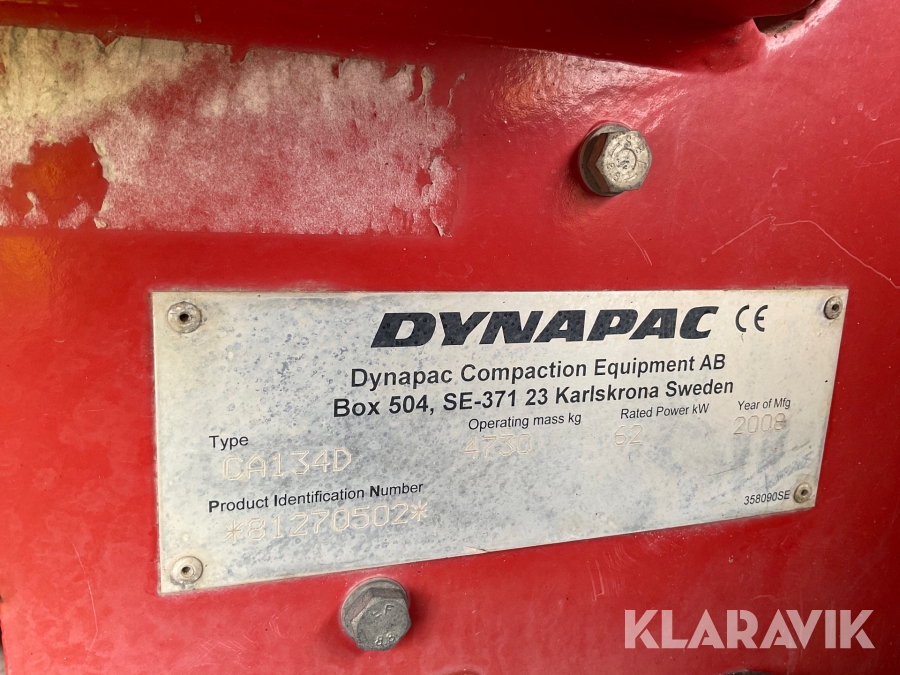 DYNAPAC CE
Dynapac Compaction Equipment AB
Box 504, SE-371 23 Karlskrona Sweden
Type Operating mass kg Rated Power kW Year of Mfg
CA134D 4730 62 2008
Product Identification Number
*81270502*
358090SE
KLARAVIK